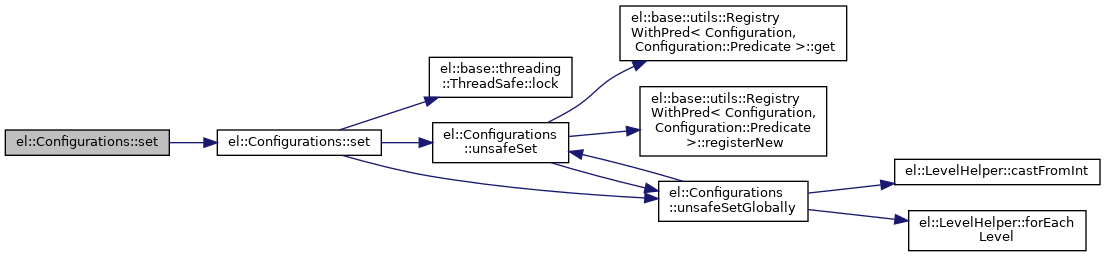 el::Configurations::set
el::Configurations::set
el::base::threading
::ThreadSafe::lock
el::Configurations
::unsafeSet
el::base::utils::Registry
WithPred< Configuration,
Configuration::Predicate >::get
el::base::utils::Registry
WithPred< Configuration,
Configuration::Predicate
>::registerNew
el::Configurations
::unsafeSetGlobally
el::LevelHelper::castFromInt
el::LevelHelper::forEach
Level